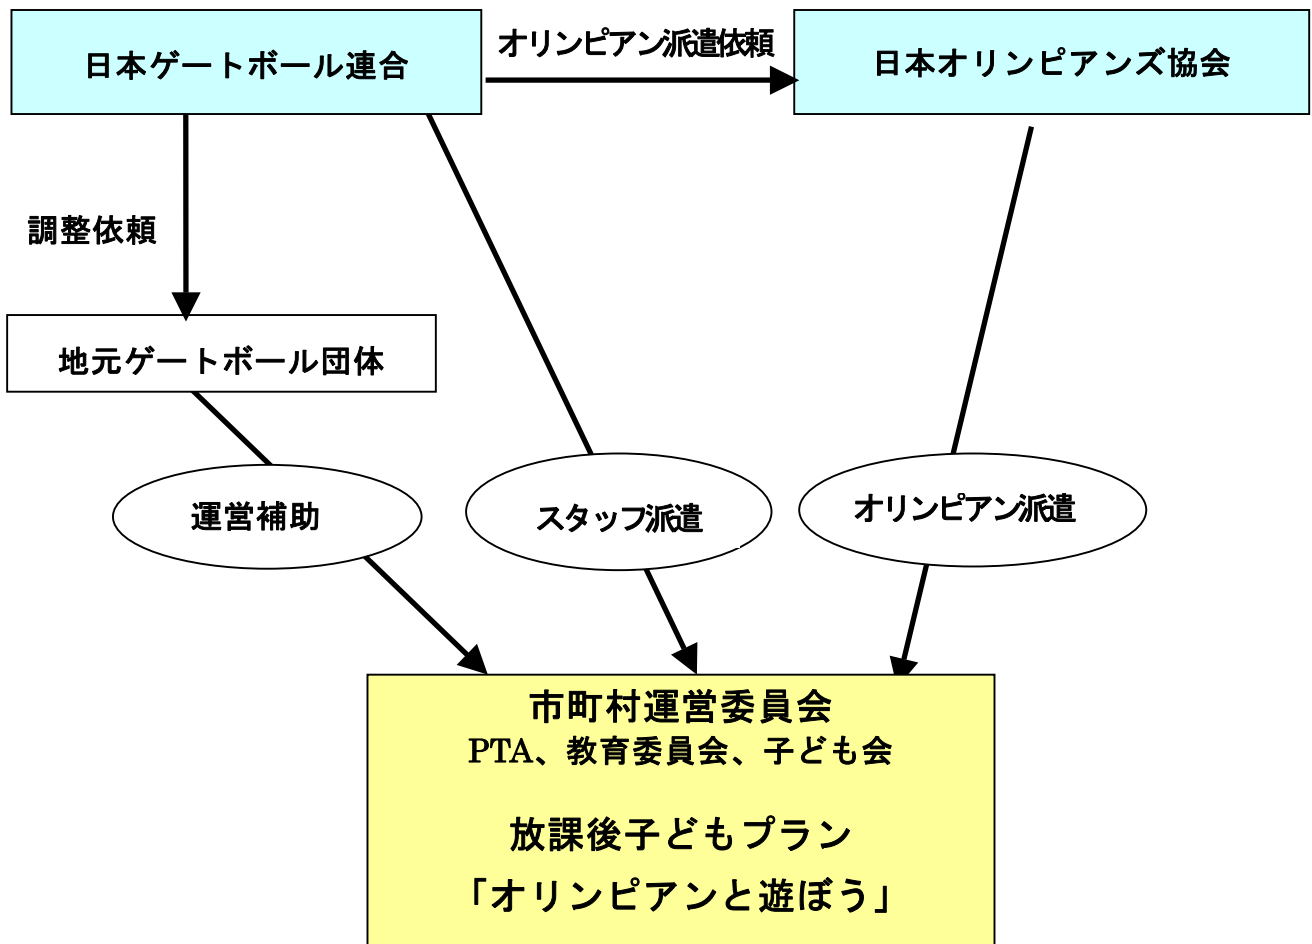 日本ゲートボール連合
オリンピアン派遣依頼
日本オリンピアンズ協会
調整依頼
地元ゲートボール団体
運営補助
スタッフ派遣
オリンピアン派遣
市町村運営委員会
PTA、教育委員会、子ども会
放課後子どもプラン
「オリンピアンと遊ぼう」